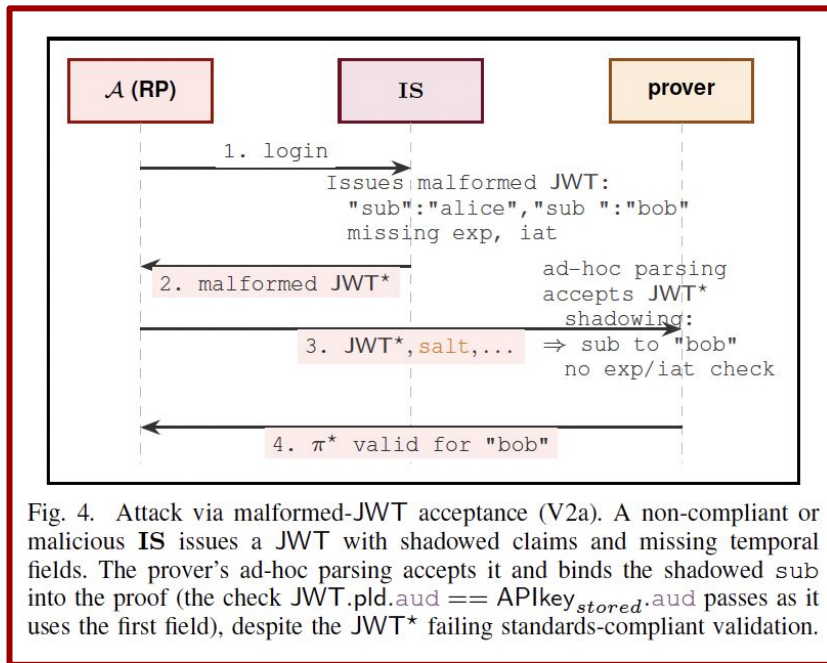 𝒜 (RP)
IS
prover
1. login
Issues malformed JWT:
"sub":"alice","sub ":"bob"
missing exp, iat
2. malformed JWT⋆
ad-hoc parsing
accepts JWT*
shadowing:
3. JWT⋆, salt,...
⇒ sub to "bob"
no exp/iat check
4. π⋆ valid for "bob"
Fig. 4. Attack via malformed-JWT acceptance (V2a). A non-compliant or
malicious IS issues a JWT with shadowed claims and missing temporal
fields. The prover's ad-hoc parsing accepts it and binds the shadowed sub
into the proof (the check JWT.pld.aud == APIkey_stored.aud passes as it
uses the first field), despite the JWT⋆ failing standards-compliant validation.